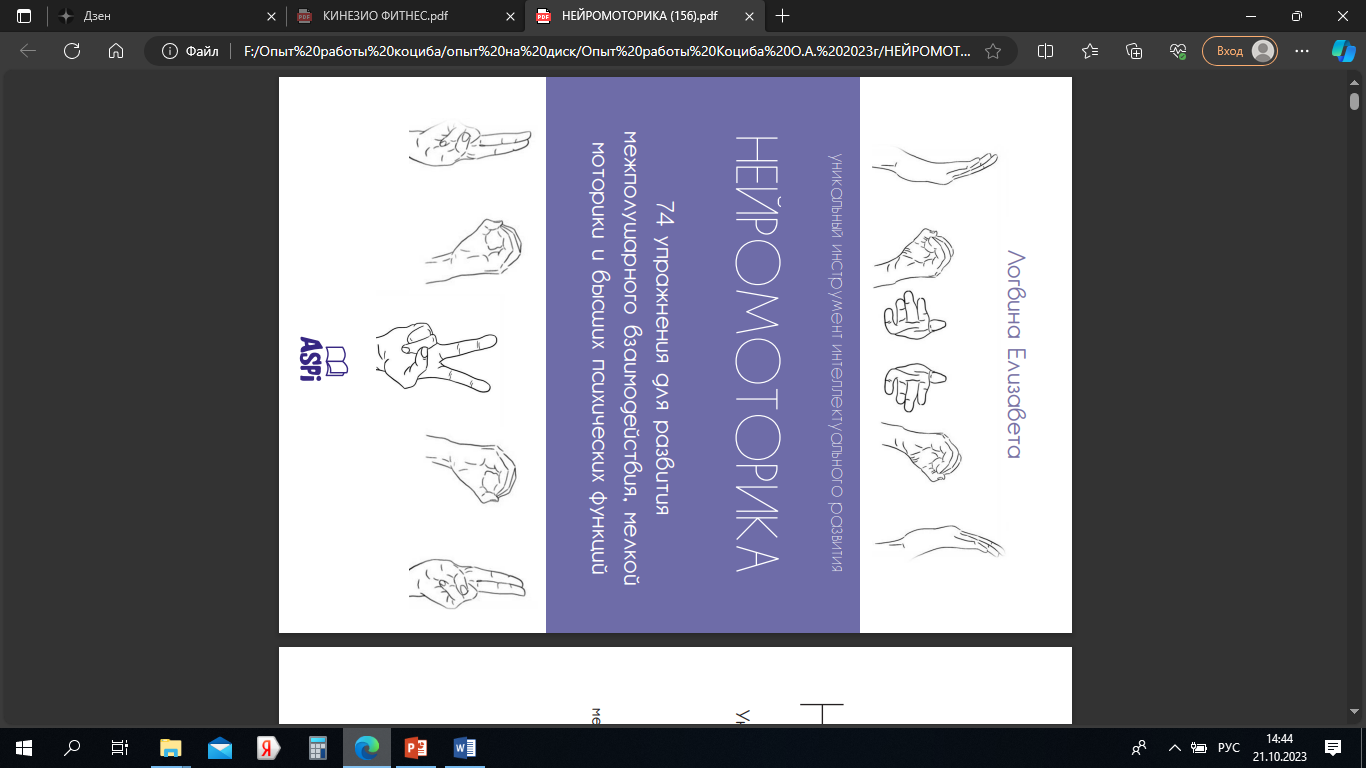 Дзен
КИНЕЗИО ФИТНЕС.pdf
НЕЙРОМОТОРИКА (156).pdf
Файл
F:/Опыт%20работы%20коциба/опыт%20на%20диск/Опыт%20работы%20Коциба%20О.А.%202023г/НЕЙРОМОТ...
Вход
Логвина Елизавета
уникальный инструмент интеллектуального развития
НЕЙРОМОТОРИКА
74 упражнения для развития
межполушарного взаимодействия, мелкой
моторики и высших психических функций
ASPi
РУС
14:44
21.10.2023